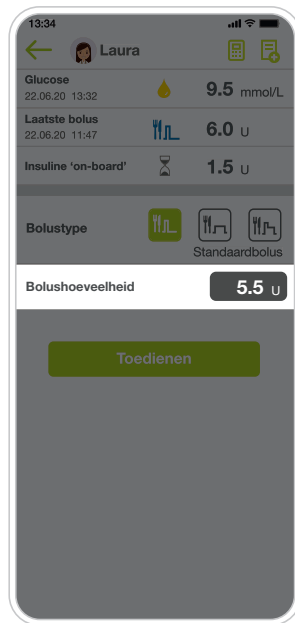 13:34
Laura
Glucose
22.06.20 13:32
9.5 mmol/L
Laatste bolus
22.06.20 11:47
6.0 U
Insuline ‘on-board’
1.5 U
Bolustype
Standaardbolus
Bolushoeveelheid
5.5 U
Toedienen